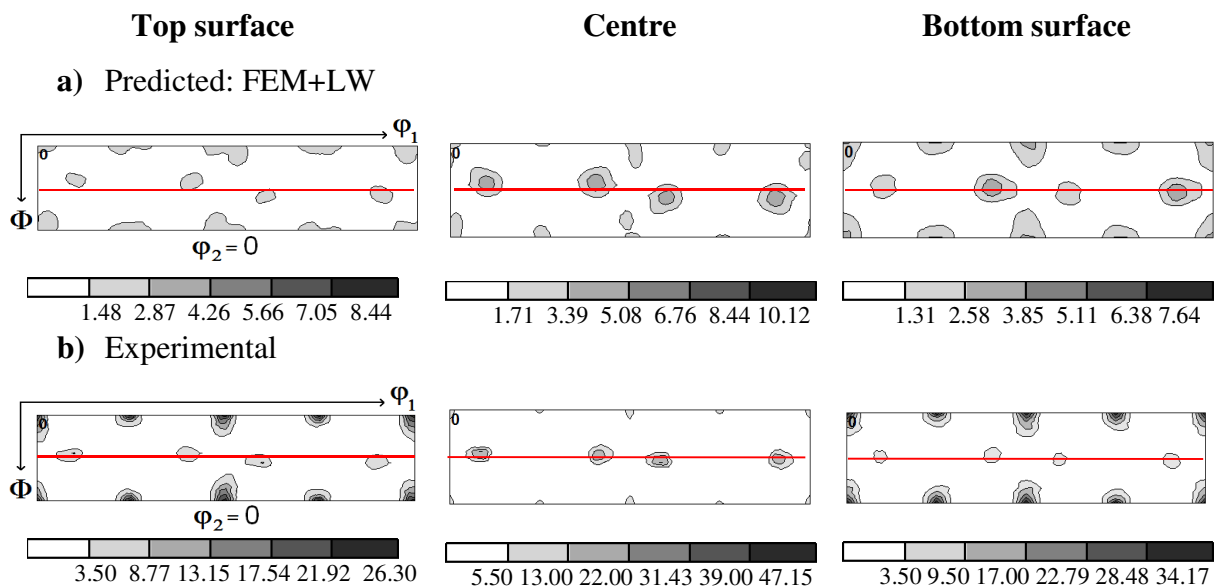 Top surface Centre Bottom surface
a) Predicted: FEM+LW
φ1
0 0 0
Φ
φ2 = 0
1.48 2.87 4.26 5.66 7.05 8.44 1.71 3.39 5.08 6.76 8.44 10.12 1.31 2.58 3.85 5.11 6.38 7.64
b) Experimental
φ1
0 0 0
Φ
φ2 = 0
3.50 8.77 13.15 17.54 21.92 26.30 5.50 13.00 22.00 31.43 39.00 47.15 3.50 9.50 17.00 22.79 28.48 34.17